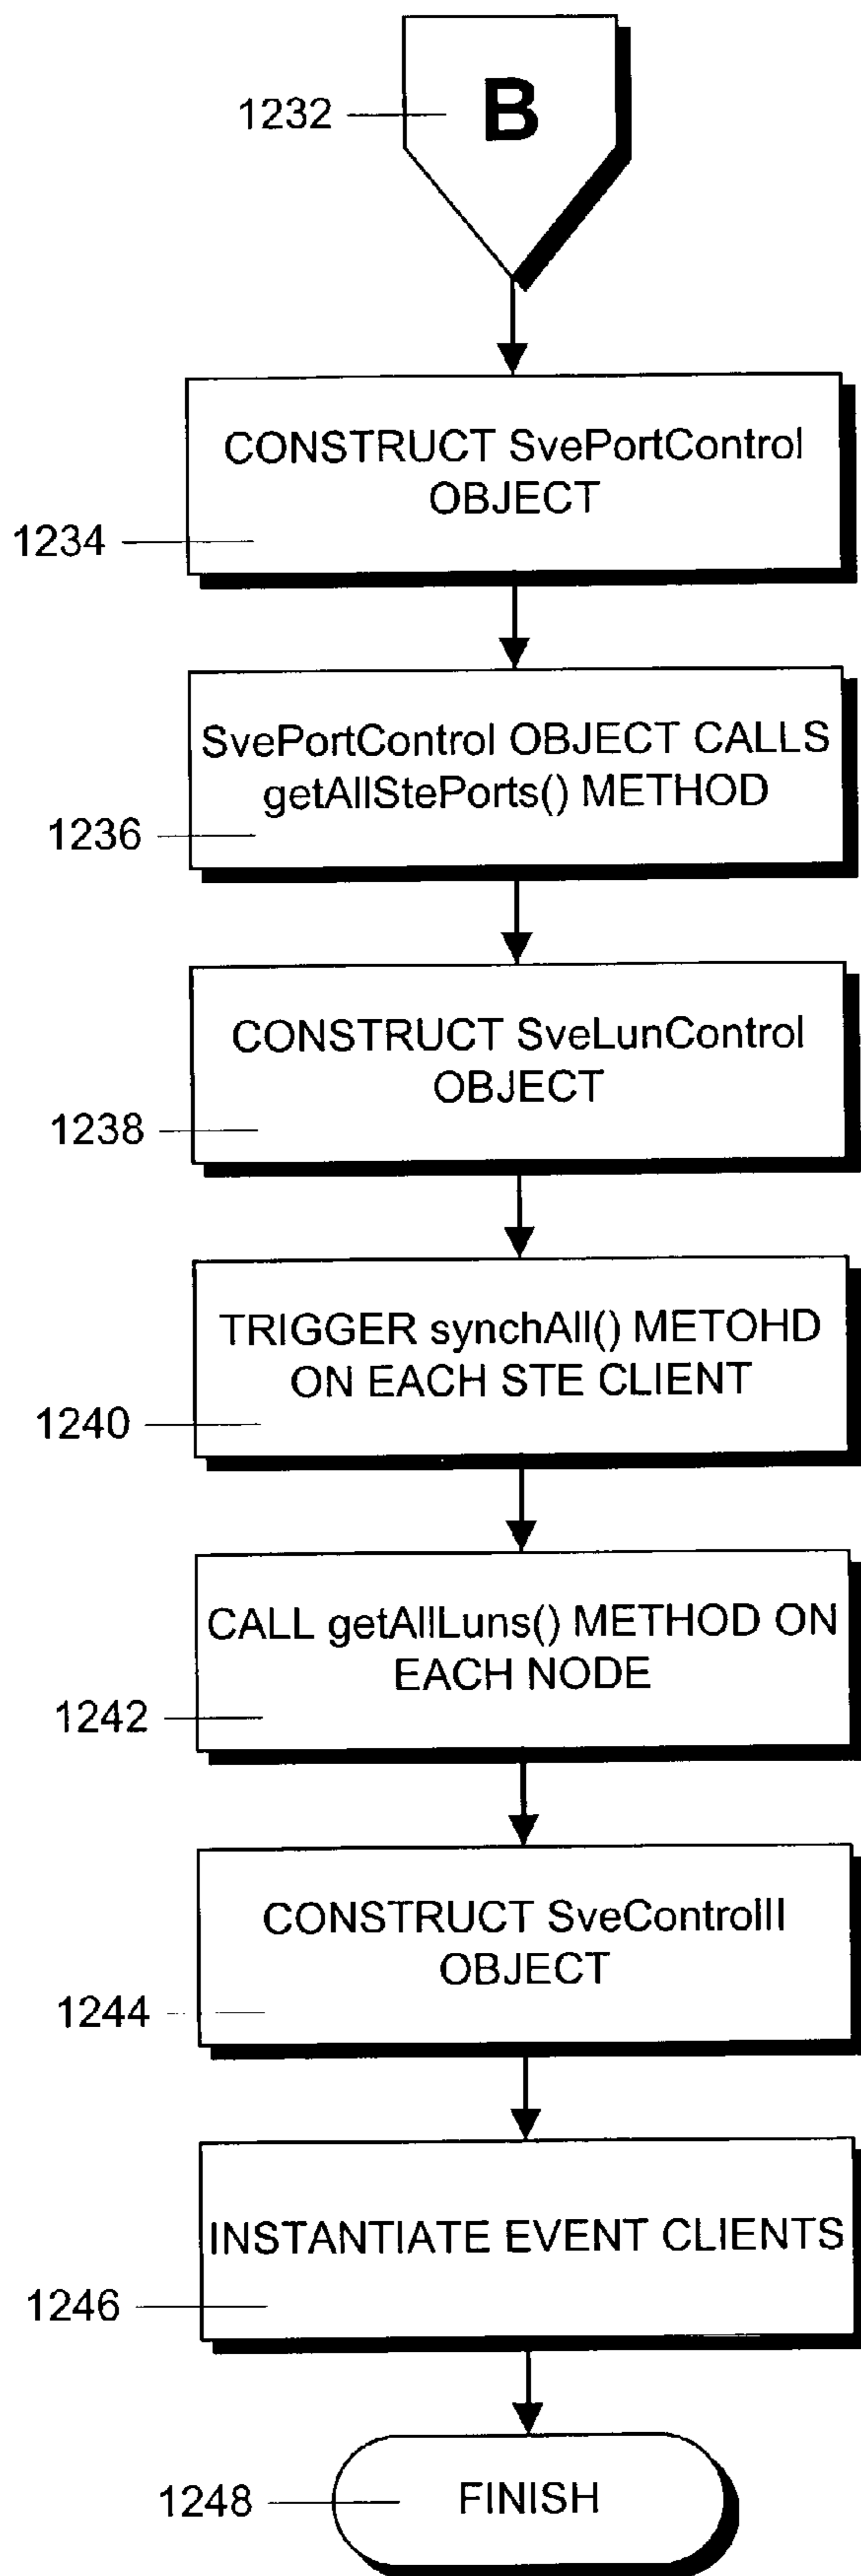 B
1232
CONSTRUCT SvePortControl
OBJECT
1234
SvePortControl OBJECT CALLS
getAllStePorts() METHOD
1236
CONSTRUCT SveLunControl
OBJECT
1238
TRIGGER synchAll() METOHD
ON EACH STE CLIENT
1240
CALL getAllLuns() METHOD ON
EACH NODE
1242
CONSTRUCT SveControlII
OBJECT
1244
INSTANTIATE EVENT CLIENTS
1246
FINISH
1248